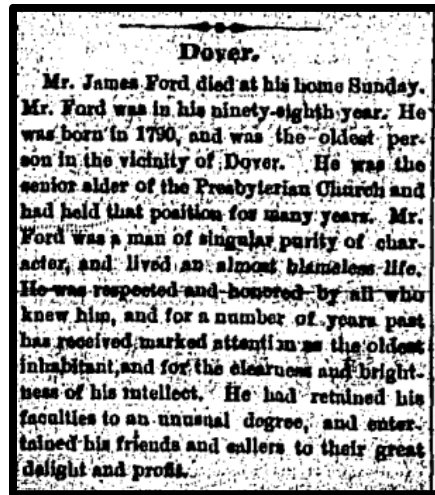 Dover.
Mr. James Ford died at his home Sunday.
Mr. Ford was in his ninety-eighth year. He
was born in 1790, and was the oldest per-
son in the vicinity of Dover. He was the
senior alder of the Presbyterian Church and
had held that position for many years. Mr.
Ford was a man of singular purity of char-
acter, and lived an almost blameless life.
He was respected and honored by all who
knew him, and for a number of years past
has received marked attention as the oldest
inhabitant, and for the clearness and bright-
ness of his intellect. He had retained his
faculties to an unusual degree, and enter-
tained his friends and callers to their great
delight and profit.